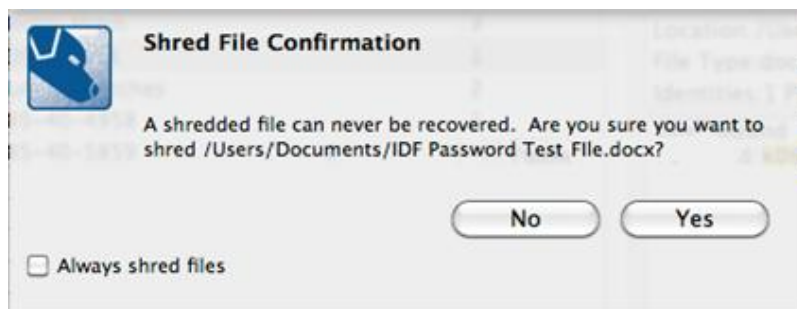 Shred File Confirmation
A shredded file can never be recovered. Are you sure you want to
shred /Users/Documents/IDF Password Test FIle.docx?
No
Yes
Always shred files